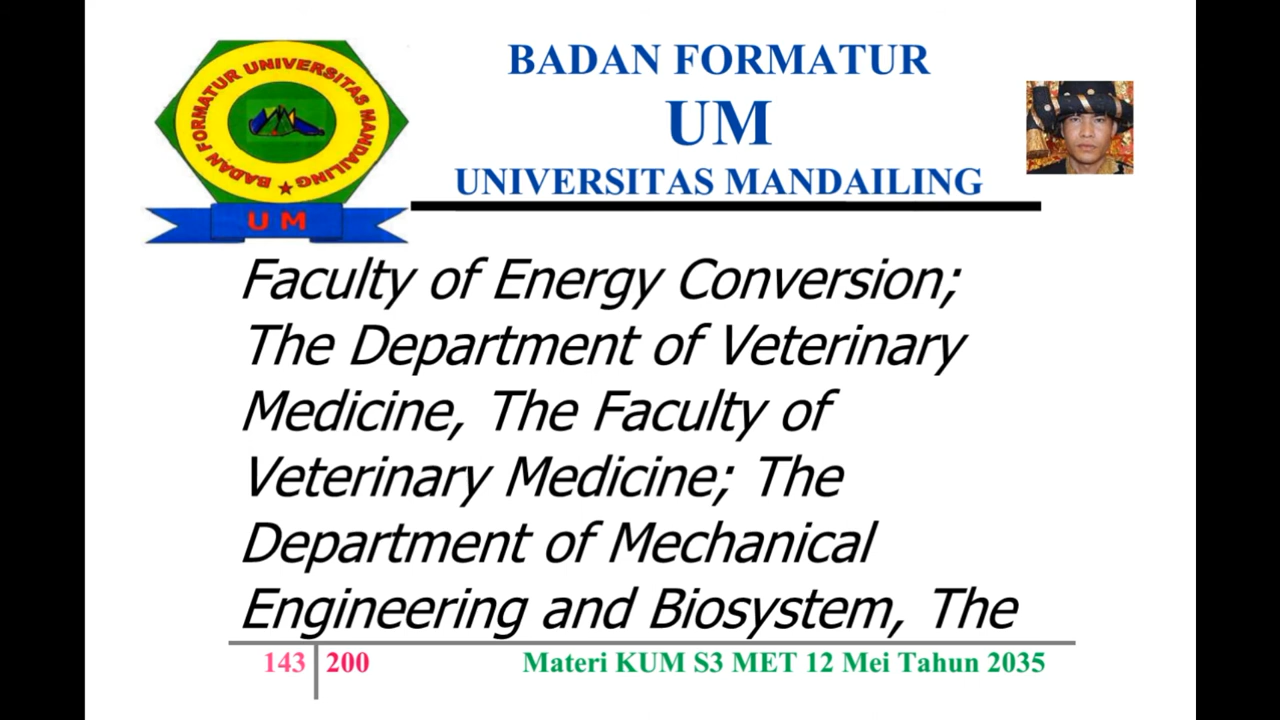 BADAN FORMATUR UNIVERSITAS MANDAILING
UM
BADAN FORMATUR
UM
UNIVERSITAS MANDAILING
Faculty of Energy Conversion;
The Department of Veterinary
Medicine, The Faculty of
Veterinary Medicine; The
Department of Mechanical
Engineering and Biosystem, The
143 200 Materi KUM S3 MET 12 Mei Tahun 2035